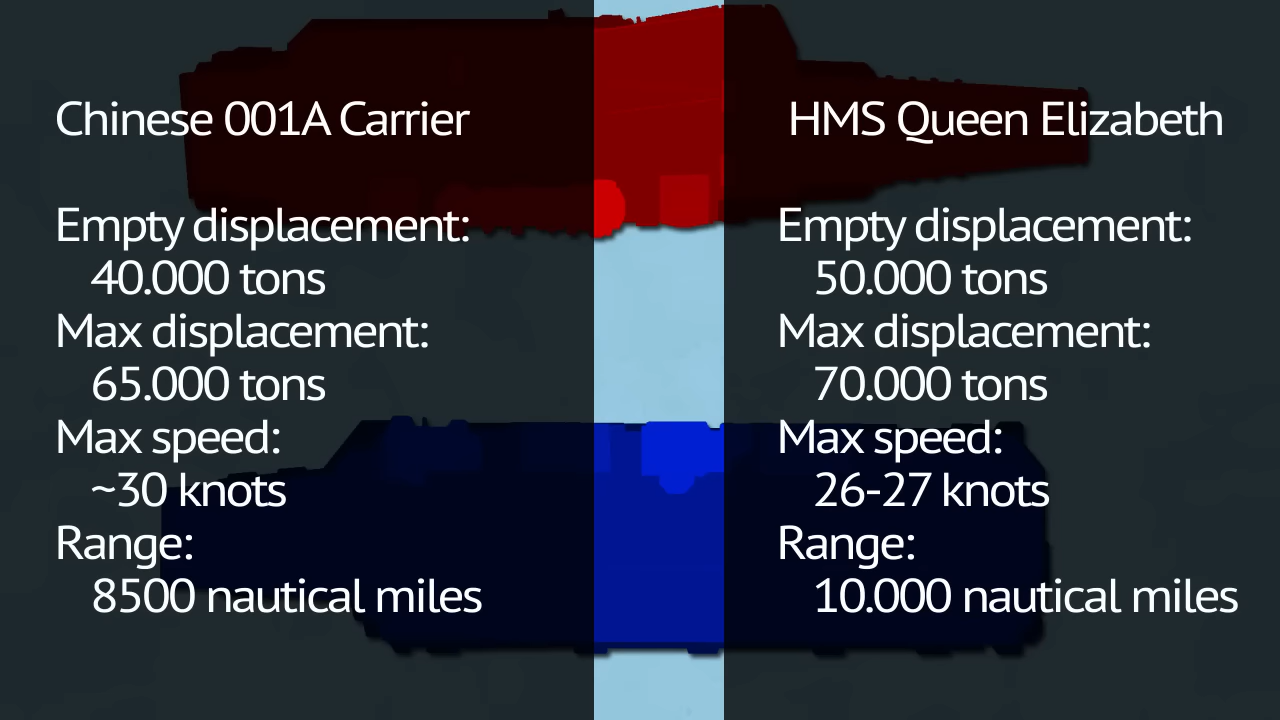 Chinese 001A Carrier
Empty displacement:
40.000 tons
Max displacement:
65.000 tons
Max speed:
~30 knots
Range:
8500 nautical miles
HMS Queen Elizabeth
Empty displacement:
50.000 tons
Max displacement:
70.000 tons
Max speed:
26-27 knots
Range:
10.000 nautical miles